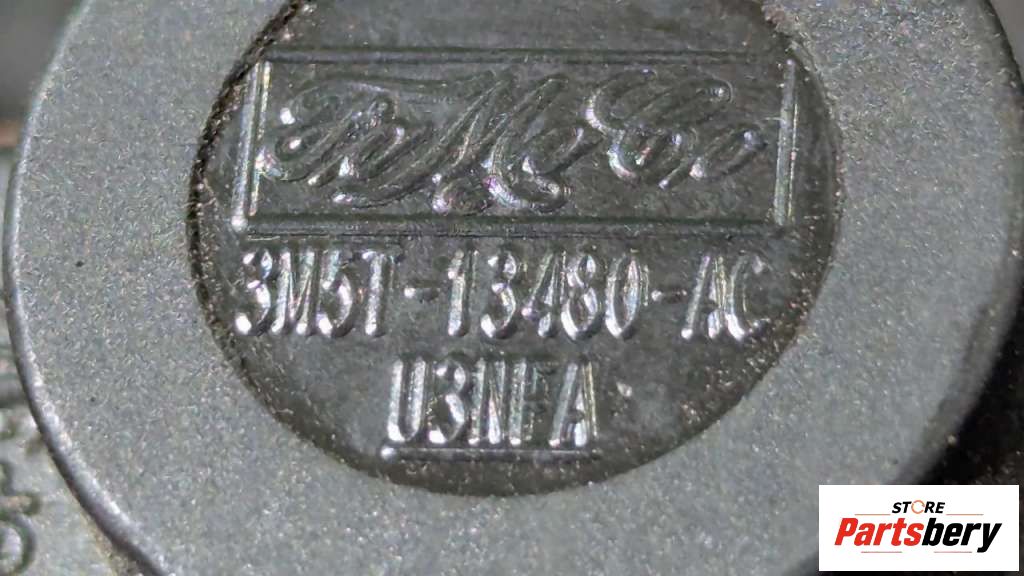 FoMoCo
3M5T-13480-AC
U3NFA
STORE
Partsbery